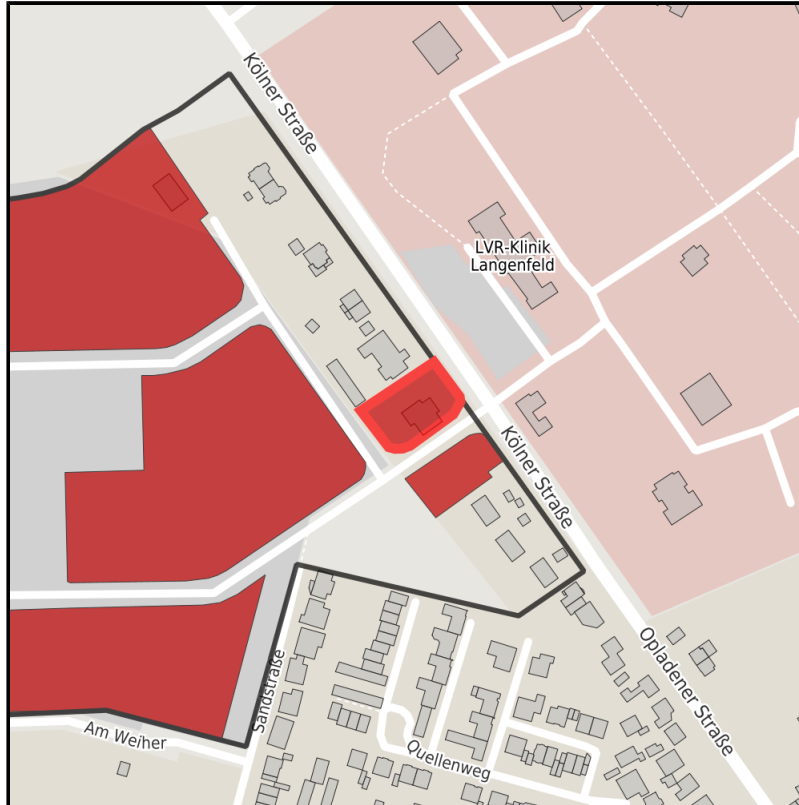 Kölner Straße
LVR-Klinik
Langenfeld
Kölner Straße
Opladener Straße
Sandstraße
Am Weiher
Quellenweg